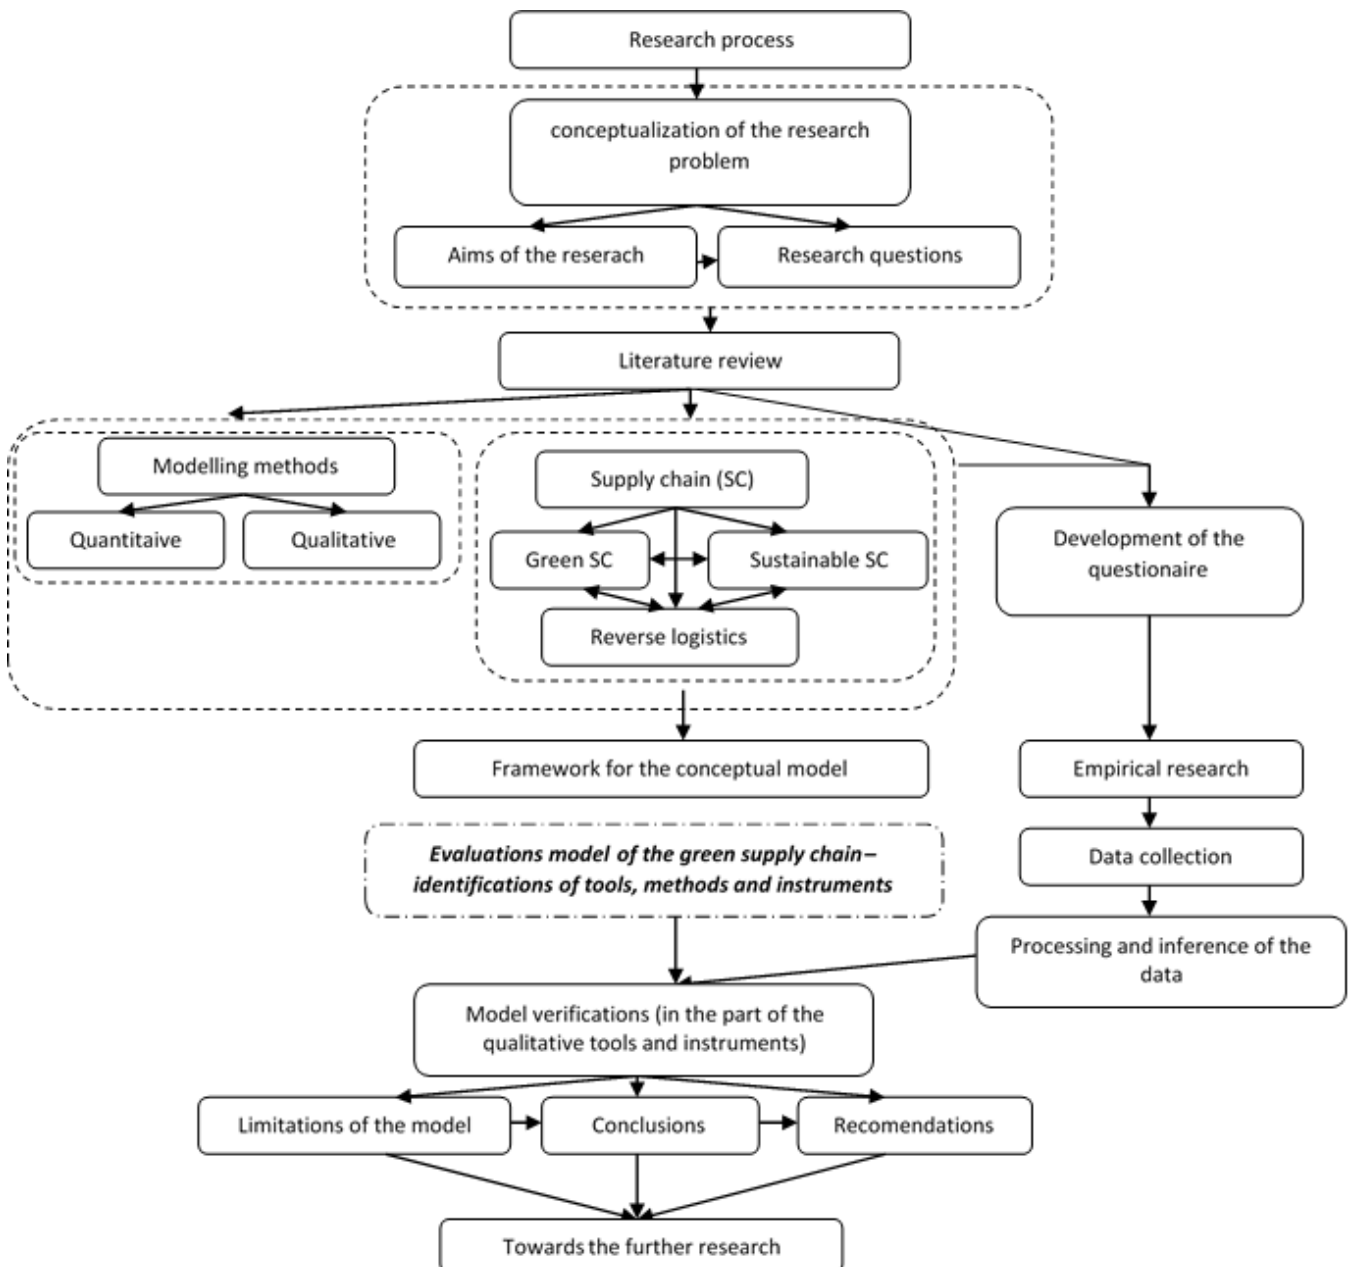 Research process
conceptualization of the research
problem
Aims of the reserach
Research questions
Literature review
Modelling methods
Quantitaive
Qualitative
Supply chain (SC)
Green SC
Sustainable SC
Reverse logistics
Development of the
questionaire
Framework for the conceptual model
Empirical research
Evaluations model of the green supply chain–
identifications of tools, methods and instruments
Data collection
Processing and inference of the
data
Model verifications (in the part of the
qualitative tools and instruments)
Limitations of the model
Conclusions
Recomendations
Towards the further research